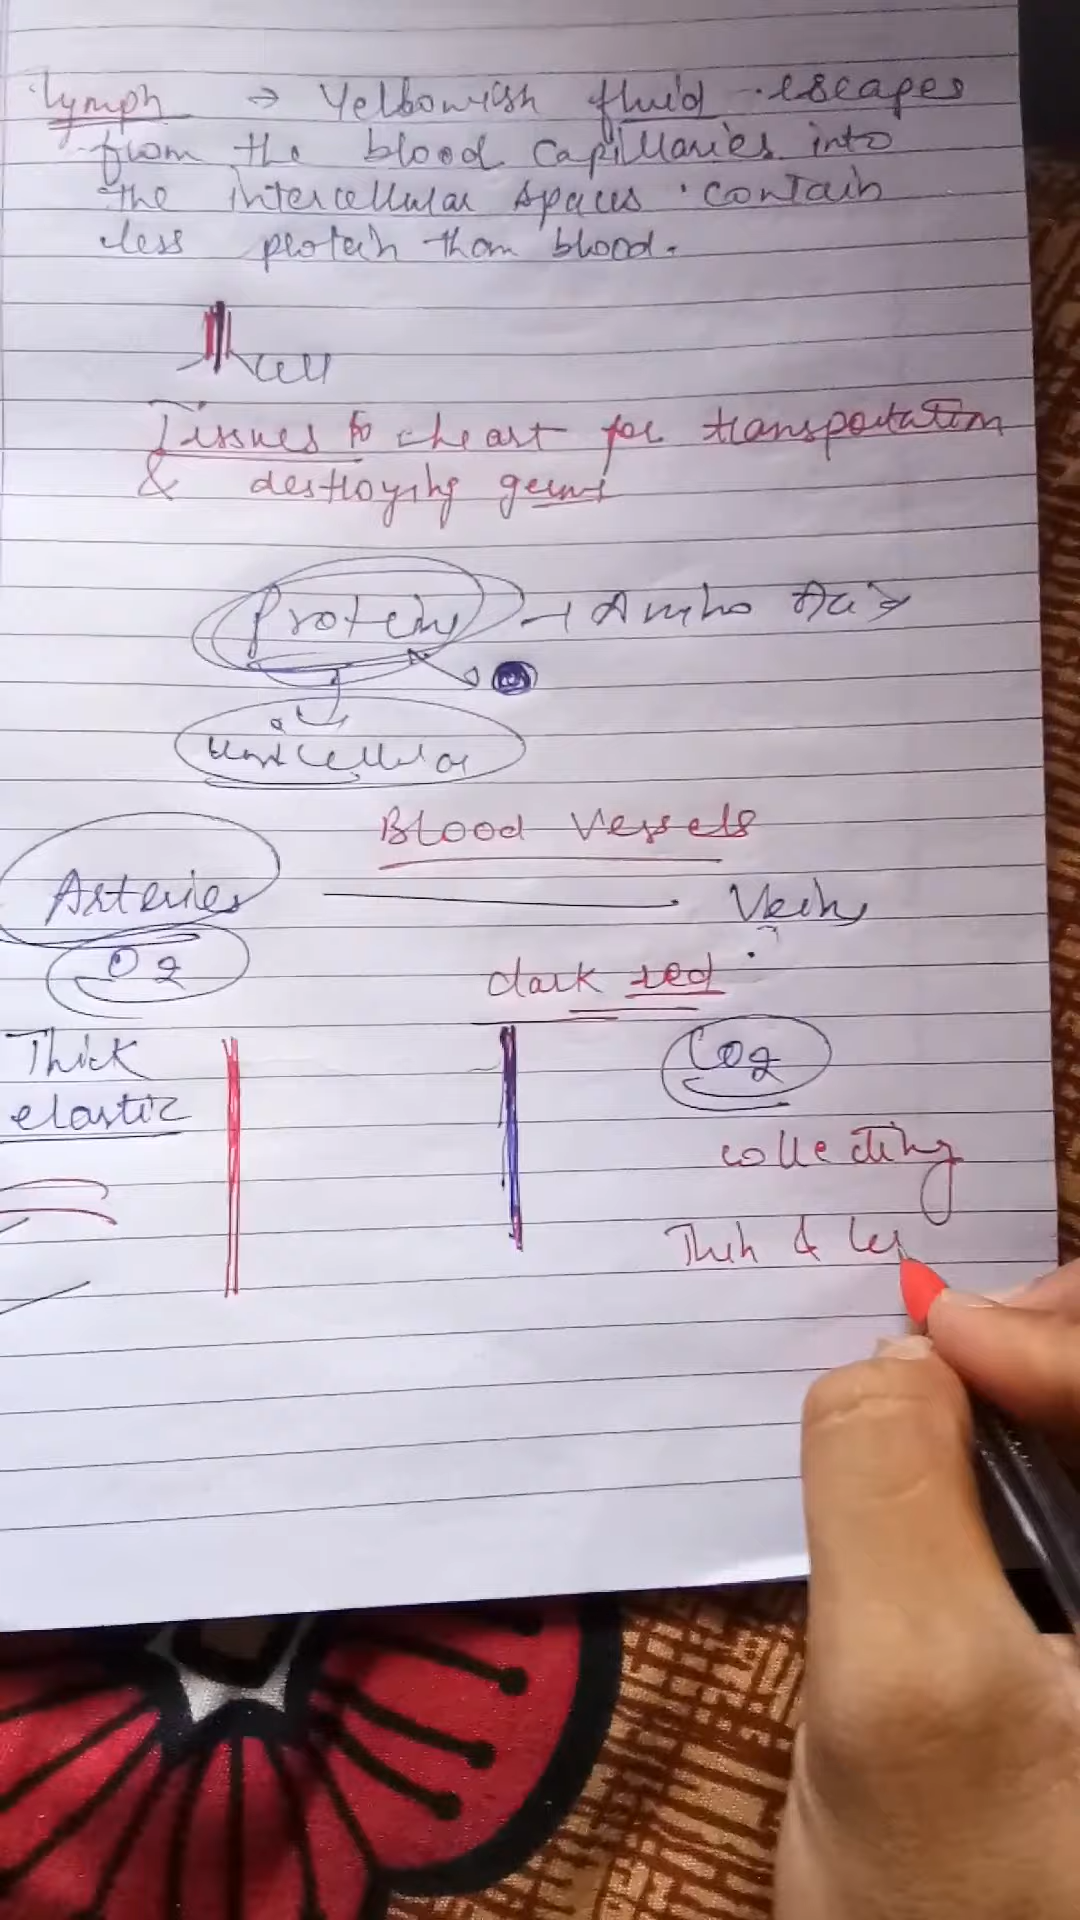 Lymph → Yellowish fluid escapes
from the blood capillaries into
the intercellular spaces. contain
less protein than blood.
cell
Tissues to heart for transportation
& destroying germs
Protein → Amino Acid
Unicellular
Blood Vessels
Arteries Vein
O2
dark red
Thick
elastic
CO2
collecting
Thin & les